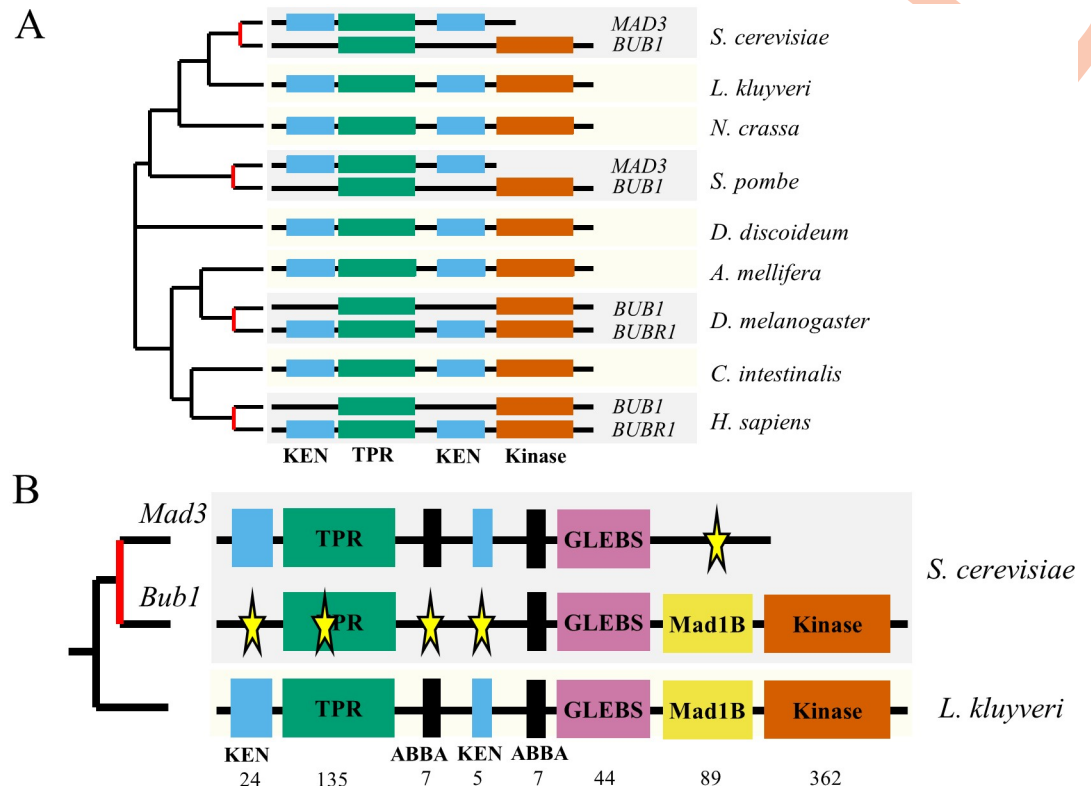 A
MAD3
BUB1
S. cerevisiae
L. kluyveri
N. crassa
MAD3
BUB1
S. pombe
D. discoideum
A. mellifera
BUB1
BUBR1
D. melanogaster
C. intestinalis
BUB1
BUBR1
H. sapiens
KEN TPR KEN Kinase
B
Mad3
TPR GLEBS
S. cerevisiae
Bub1
TPR GLEBS Mad1B Kinase
TPR GLEBS Mad1B Kinase
L. kluyveri
KEN ABBA KEN ABBA
24 135 7 5 7 44 89 362